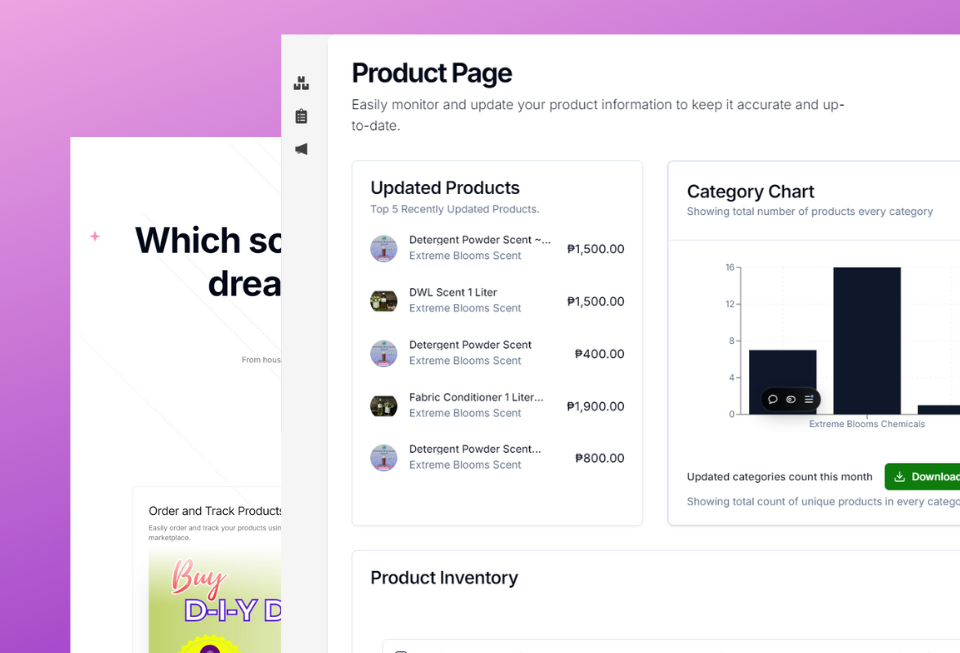 Product Page
Easily monitor and update your product information to keep it accurate and up-
to-date.
Updated Products
Top 5 Recently Updated Products.
Detergent Powder Scent ~...
Extreme Blooms Scent
₱1,500.00
DWL Scent 1 Liter
Extreme Blooms Scent
₱1,500.00
Detergent Powder Scent
Extreme Blooms Scent
₱400.00
Fabric Conditioner 1 Liter...
Extreme Blooms Scent
₱1,900.00
Detergent Powder Scent...
Extreme Blooms Scent
₱800.00
Category Chart
Showing total number of products every category
16
12
8
4
0
Extreme Blooms Chemicals
Updated categories count this month
Download
Showing total count of unique products in every catego
Product Inventory
Which sc
drea
From hous
Order and Track Products
Easily order and track your products usin
marketplace.
Buy
D-I-Y D